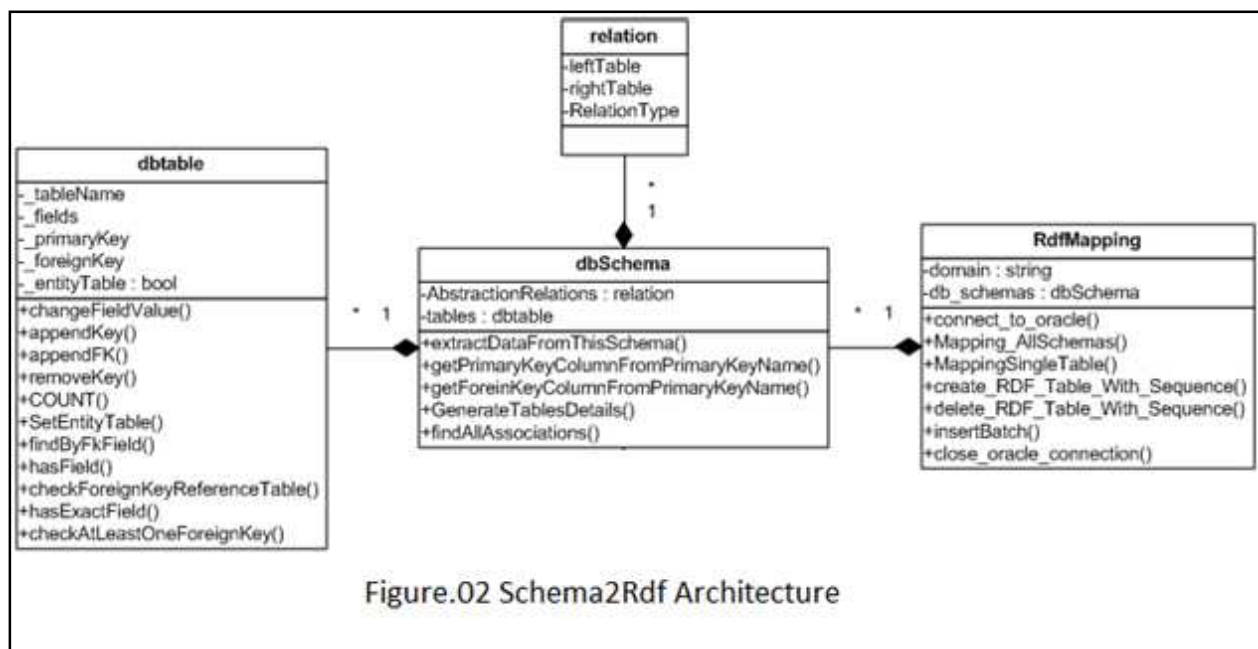 relation
-leftTable
-rightTable
-RelationType
*
1
dbtable
-_tableName
-_fields
-_primaryKey
-_foreignKey
-_entityTable : bool
+changeFieldValue()
+appendKey()
+appendFK()
+removeKey()
+COUNT()
+SetEntityTable()
+findByFkField()
+hasField()
+checkForeignKeyReferenceTable()
+hasExactField()
+checkAtLeastOneForeignKey()
* 1
dbSchema
-AbstractionRelations : relation
-tables : dbtable
+extractDataFromThisSchema()
+getPrimaryKeyColumnFromPrimaryKeyName()
+getForeinKeyColumnFromPrimaryKeyName()
+GenerateTablesDetails()
+findAllAssociations()
* 1
RdfMapping
-domain : string
-db_schemas : dbSchema
+connect_to_oracle()
+Mapping_AllSchemas()
+MappingSingleTable()
+create_RDF_Table_With_Sequence()
+delete_RDF_Table_With_Sequence()
+insertBatch()
+close_oracle_connection()
Figure.02 Schema2Rdf Architecture